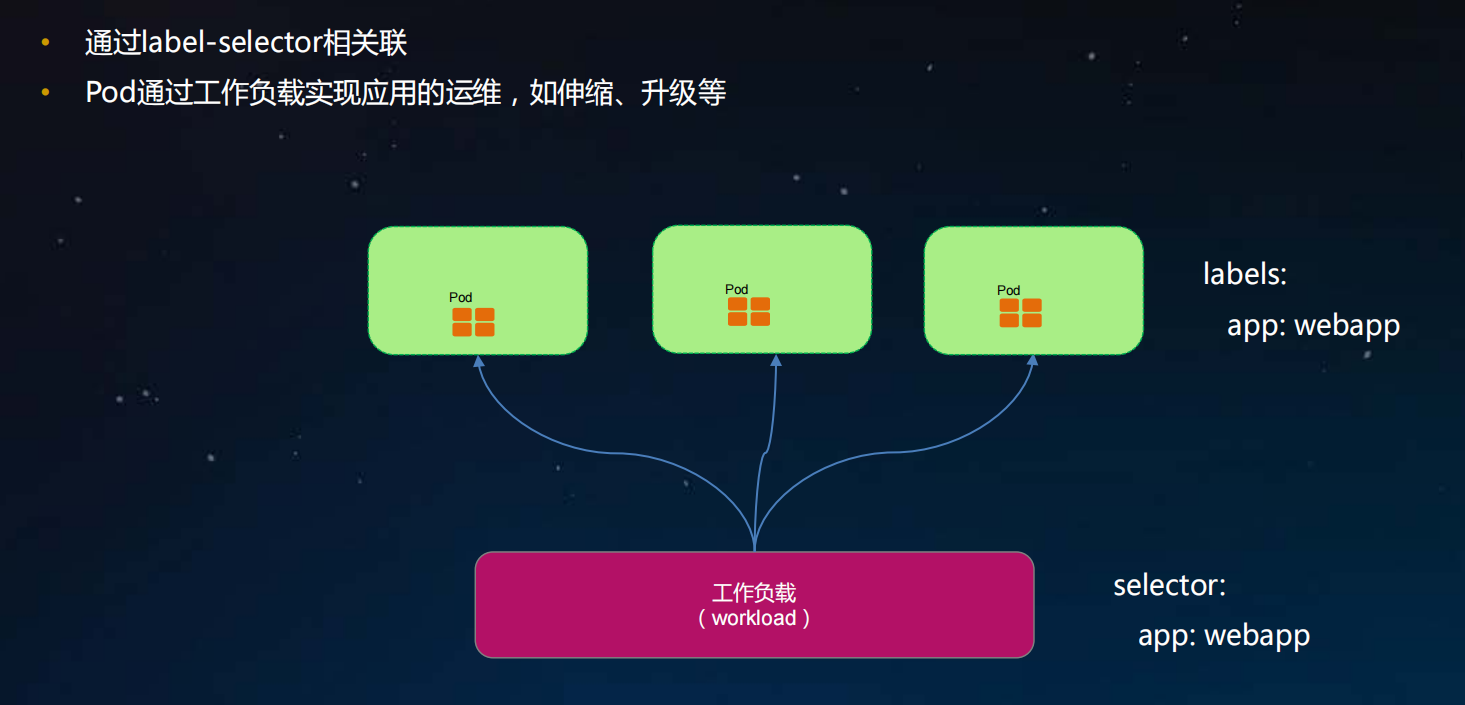 通过label-selector相关联
Pod通过工作负载实现应用的运维，如伸缩、升级等
Pod
Pod
Pod
labels:
app: webapp
工作负载
（workload）
selector:
app: webapp